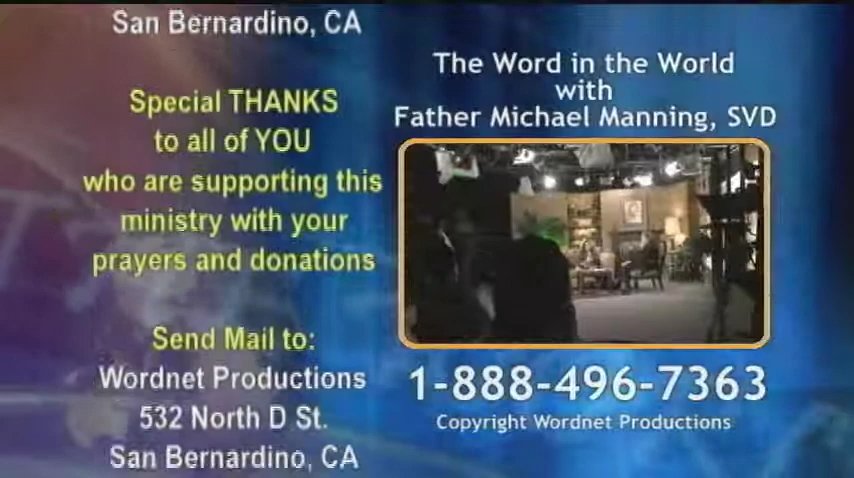 San Bernardino, CA
Special THANKS
to all of YOU
who are supporting this
ministry with your
prayers and donations
Send Mail to:
Wordnet Productions
532 North D St.
San Bernardino, CA
The Word in the World
with
Father Michael Manning, SVD
1-888-496-7363
Copyright Wordnet Productions